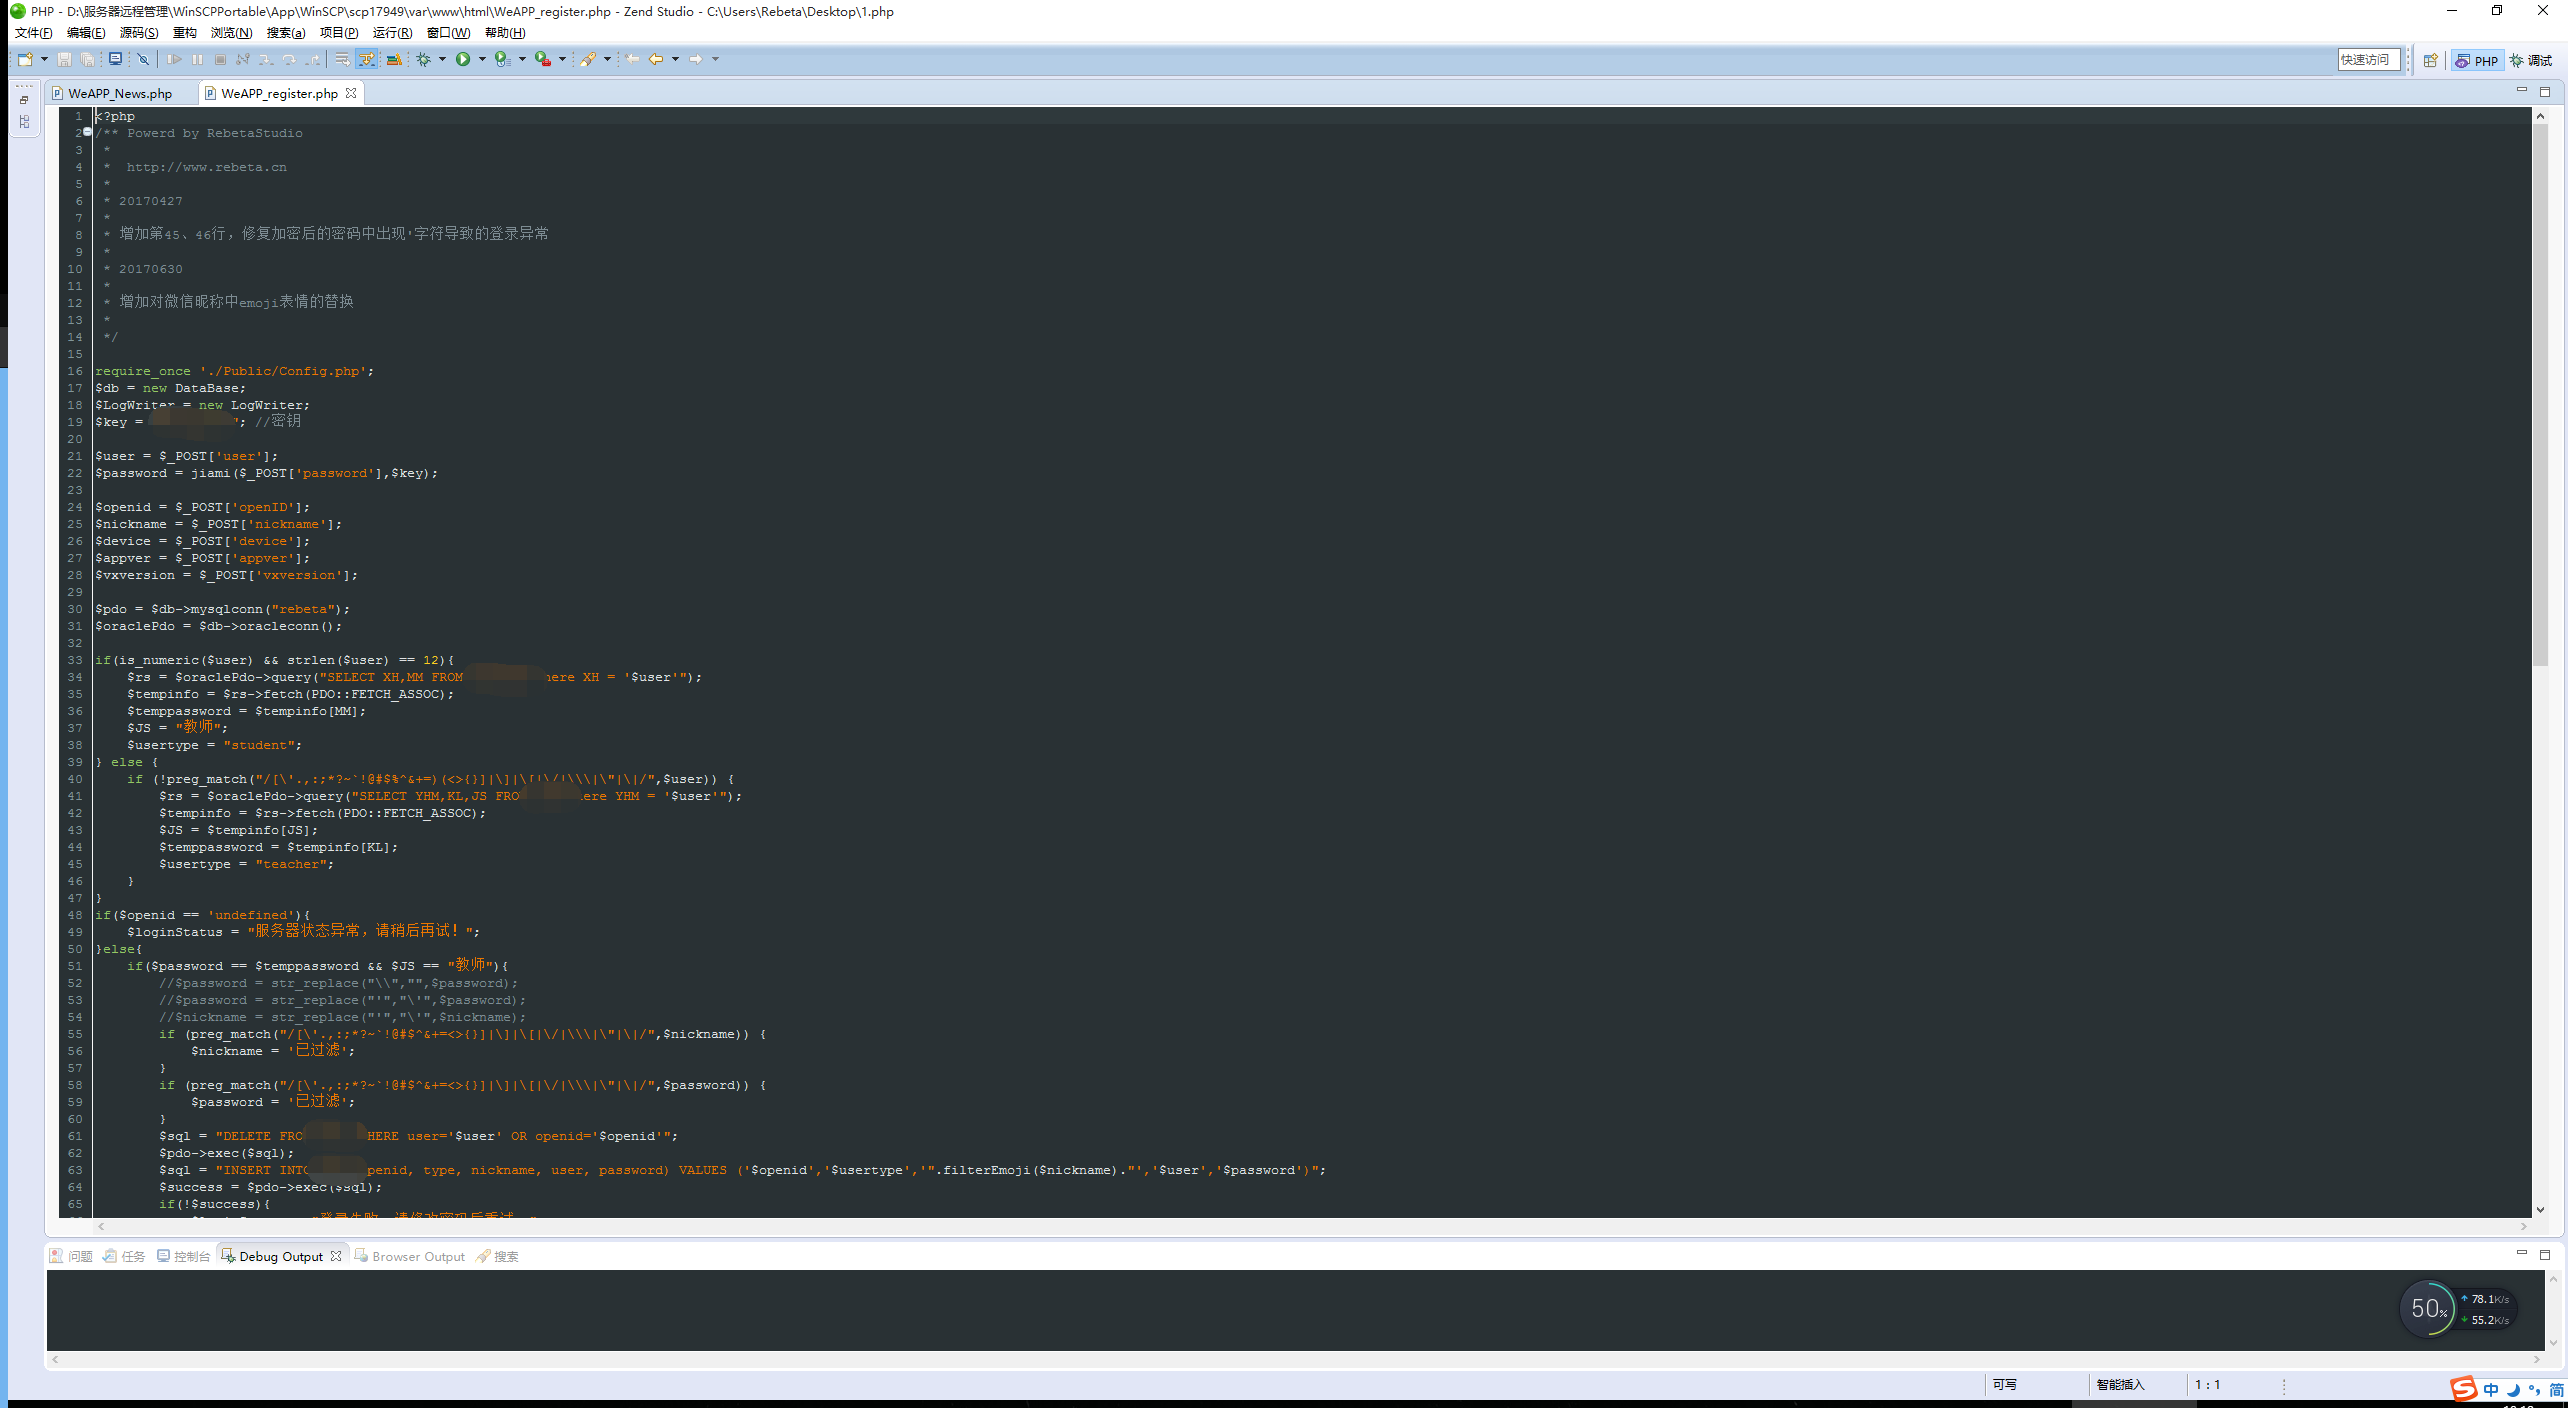 PHP - D:\服务器远程管理\WinSCPPortable\App\WinSCP\scp17949\var\www\html\WeAPP_register.php - Zend Studio - C:\Users\Rebeta\Desktop\1.php
文件(F) 编辑(E) 源码(S) 重构 浏览(N) 搜索(a) 项目(P) 运行(R) 窗口(W) 帮助(H)
快速访问 PHP 调试
WeAPP_News.php WeAPP_register.php
1 <?php
2 /** Powerd by RebetaStudio
3 *
4 * http://www.rebeta.cn
5 *
6 * 20170427
7 *
8 * 增加第45、46行，修复加密后的密码中出现'字符导致的登录异常
9 *
10 * 20170630
11 *
12 * 增加对微信昵称中emoji表情的替换
13 *
14 */
15
16 require_once './Public/Config.php';
17 $db = new DataBase;
18 $LogWriter = new LogWriter;
19 $key = "; //密钥
20
21 $user = $_POST['user'];
22 $password = jiami($_POST['password'],$key);
23
24 $openid = $_POST['openID'];
25 $nickname = $_POST['nickname'];
26 $device = $_POST['device'];
27 $appver = $_POST['appver'];
28 $vxversion = $_POST['vxversion'];
29
30 $pdo = $db->mysqlconn("rebeta");
31 $oraclePdo = $db->oracleconn();
32
33 if(is_numeric($user) && strlen($user) == 12){
34 $rs = $oraclePdo->query("SELECT XH,MM FROM here XH = '$user'");
35 $tempinfo = $rs->fetch(PDO::FETCH_ASSOC);
36 $temppassword = $tempinfo[MM];
37 $JS = "教师";
38 $usertype = "student";
39 } else {
40 if (!preg_match("/[\'.,:;*?~`!@#$%^&+=)(<>{}]|\]|\[|\/|\\\|\"|\|/",$user)) {
41 $rs = $oraclePdo->query("SELECT YHM,KL,JS FRO ere YHM = '$user'");
42 $tempinfo = $rs->fetch(PDO::FETCH_ASSOC);
43 $JS = $tempinfo[JS];
44 $temppassword = $tempinfo[KL];
45 $usertype = "teacher";
46 }
47 }
48 if($openid == 'undefined'){
49 $loginStatus = "服务器状态异常，请稍后再试！";
50 }else{
51 if($password == $temppassword && $JS == "教师"){
52 //$password = str_replace("\\","",$password);
53 //$password = str_replace("'","\'",$password);
54 //$nickname = str_replace("'","\'",$nickname);
55 if (preg_match("/[\'.,:;*?~`!@#$^&+=<>{}]|\]|\[|\/|\\\|\"|\|/",$nickname)) {
56 $nickname = '已过滤';
57 }
58 if (preg_match("/[\'.,:;*?~`!@#$^&+=<>{}]|\]|\[|\/|\\\|\"|\|/",$password)) {
59 $password = '已过滤';
60 }
61 $sql = "DELETE FRO HERE user='$user' OR openid='$openid'";
62 $pdo->exec($sql);
63 $sql = "INSERT INTO penid, type, nickname, user, password) VALUES ('$openid','$usertype','".filterEmoji($nickname)."','$user','$password')";
64 $success = $pdo->exec($sql);
65 if(!$success){
问题 任务 控制台 Debug Output Browser Output 搜索
50%
78.1K/s
55.2K/s
可写 智能插入 1 : 1
中 简